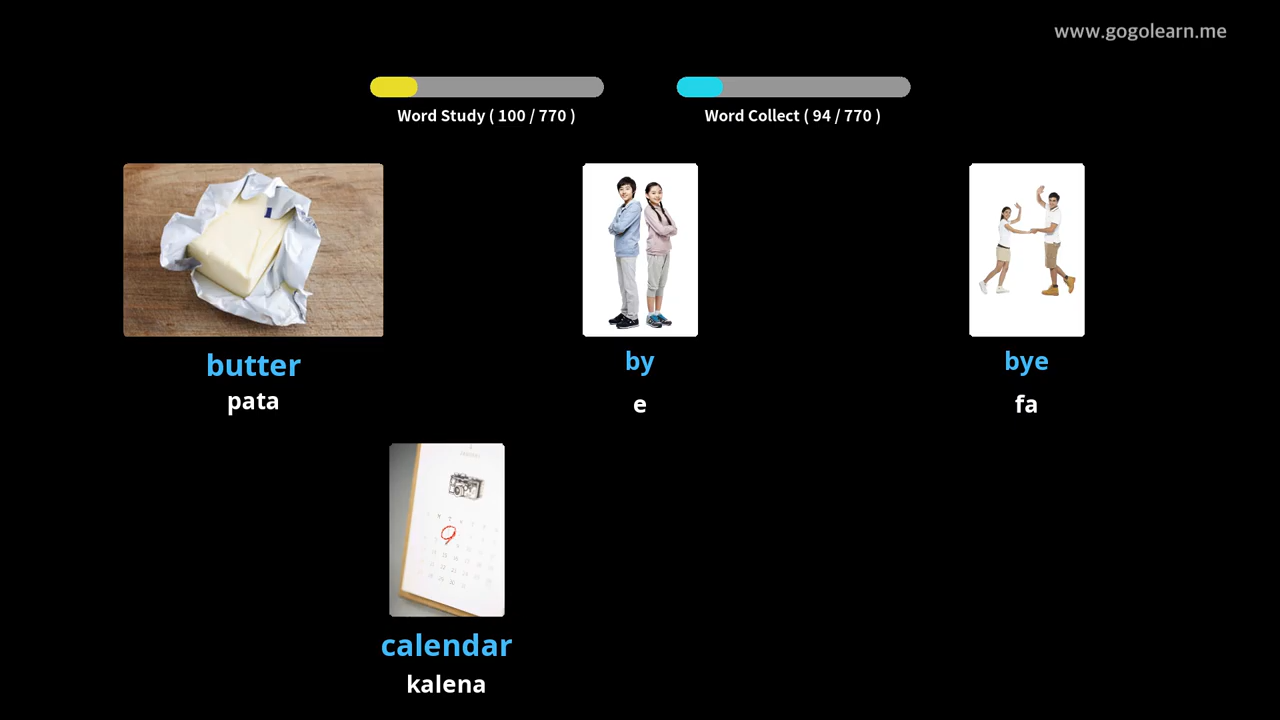 www.gogolearn.me
Word Study ( 100 / 770 )
Word Collect ( 94 / 770 )
butter
pata
by
e
bye
fa
calendar
kalena